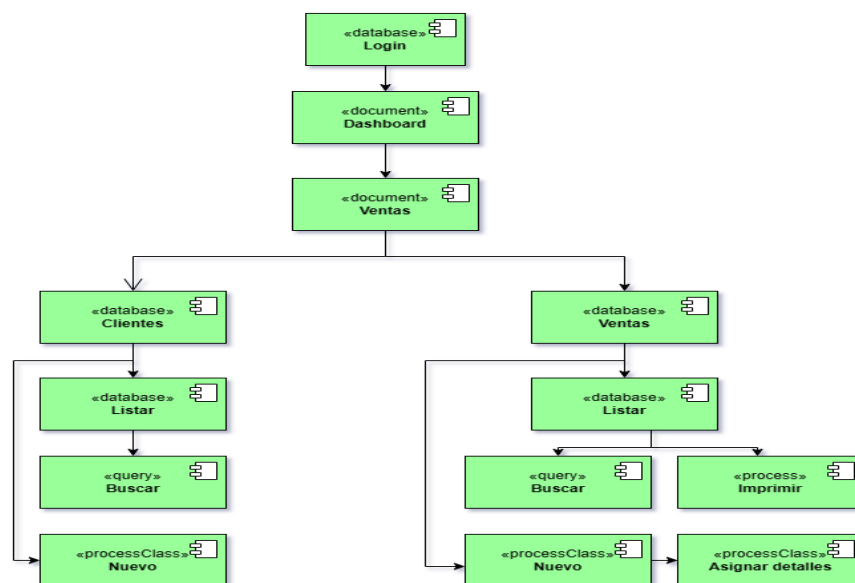 «database»
Login
«document»
Dashboard
«document»
Ventas
«database»
Clientes
«database»
Ventas
«database»
Listar
«database»
Listar
«query»
Buscar
«query»
Buscar
«process»
Imprimir
«processClass»
Nuevo
«processClass»
Nuevo
«processClass»
Asignar detalles